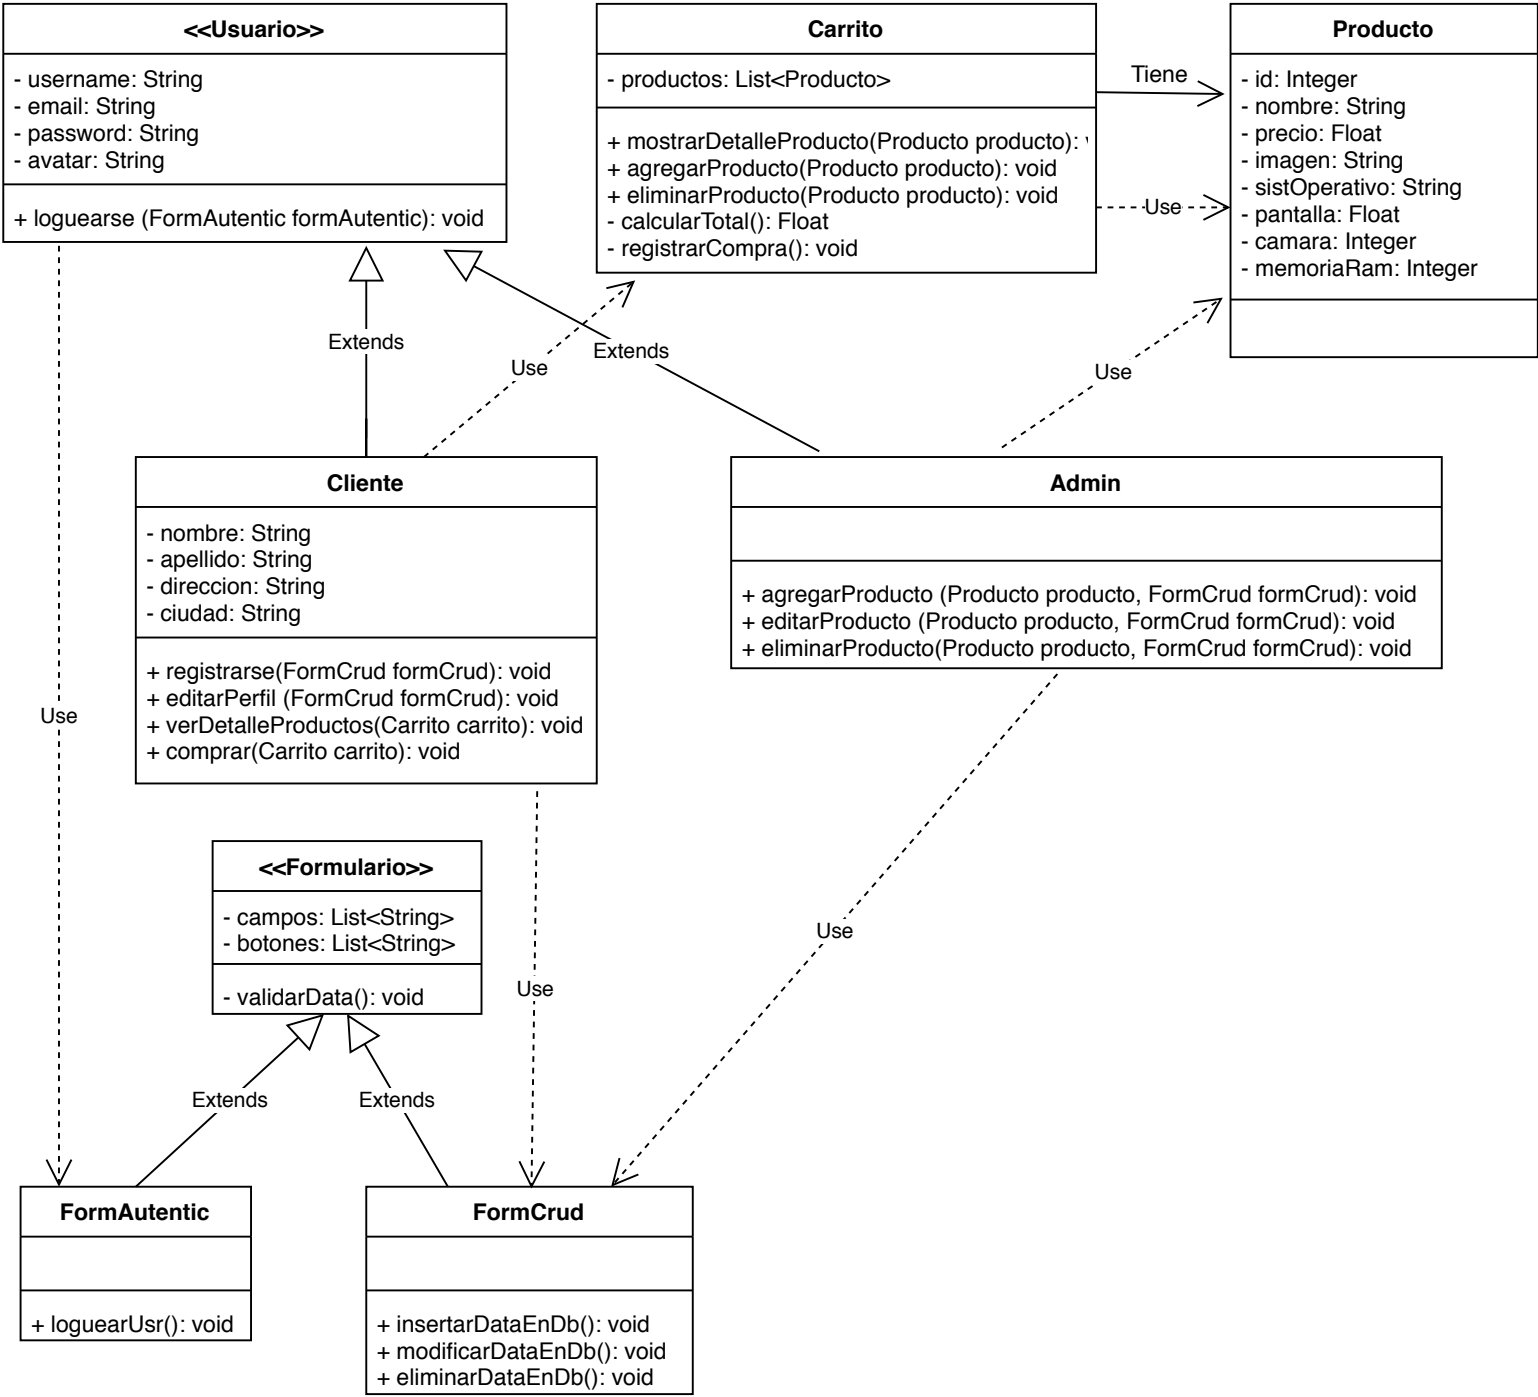 <<Usuario>>
- username: String
- email: String
- password: String
- avatar: String
+ loguearse (FormAutentic formAutentic): void
Carrito
- productos: List<Producto>
+ mostrarDetalleProducto(Producto producto):
+ agregarProducto(Producto producto): void
+ eliminarProducto(Producto producto): void
- calcularTotal(): Float
- registrarCompra(): void
Tiene
Use
Producto
- id: Integer
- nombre: String
- precio: Float
- imagen: String
- sistOperativo: String
- pantalla: Float
- camara: Integer
- memoriaRam: Integer
Extends
Use
Extends
Use
Cliente
- nombre: String
- apellido: String
- direccion: String
- ciudad: String
+ registrarse(FormCrud formCrud): void
+ editarPerfil (FormCrud formCrud): void
+ verDetalleProductos(Carrito carrito): void
+ comprar(Carrito carrito): void
Admin
+ agregarProducto (Producto producto, FormCrud formCrud): void
+ editarProducto (Producto producto, FormCrud formCrud): void
+ eliminarProducto(Producto producto, FormCrud formCrud): void
Use
<<Formulario>>
- campos: List<String>
- botones: List<String>
- validarData(): void
Use
Use
Extends
Extends
FormAutentic
+ loguearUsr(): void
FormCrud
+ insertarDataEnDb(): void
+ modificarDataEnDb(): void
+ eliminarDataEnDb(): void